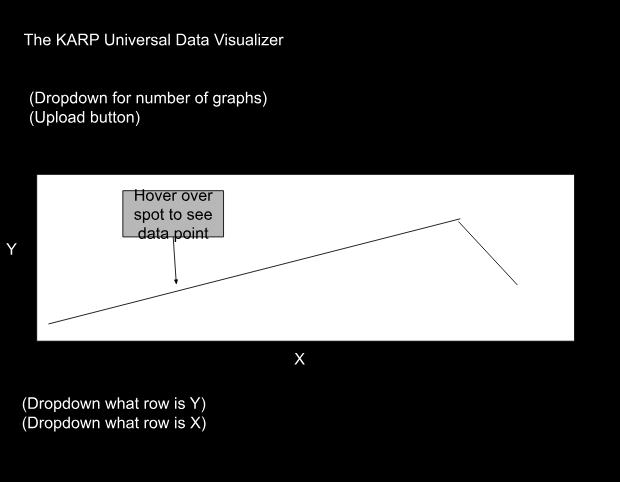 The KARP Universal Data Visualizer
(Dropdown for number of graphs)
(Upload button)
Hover over
spot to see
data point
Y
X
(Dropdown what row is Y)
(Dropdown what row is X)